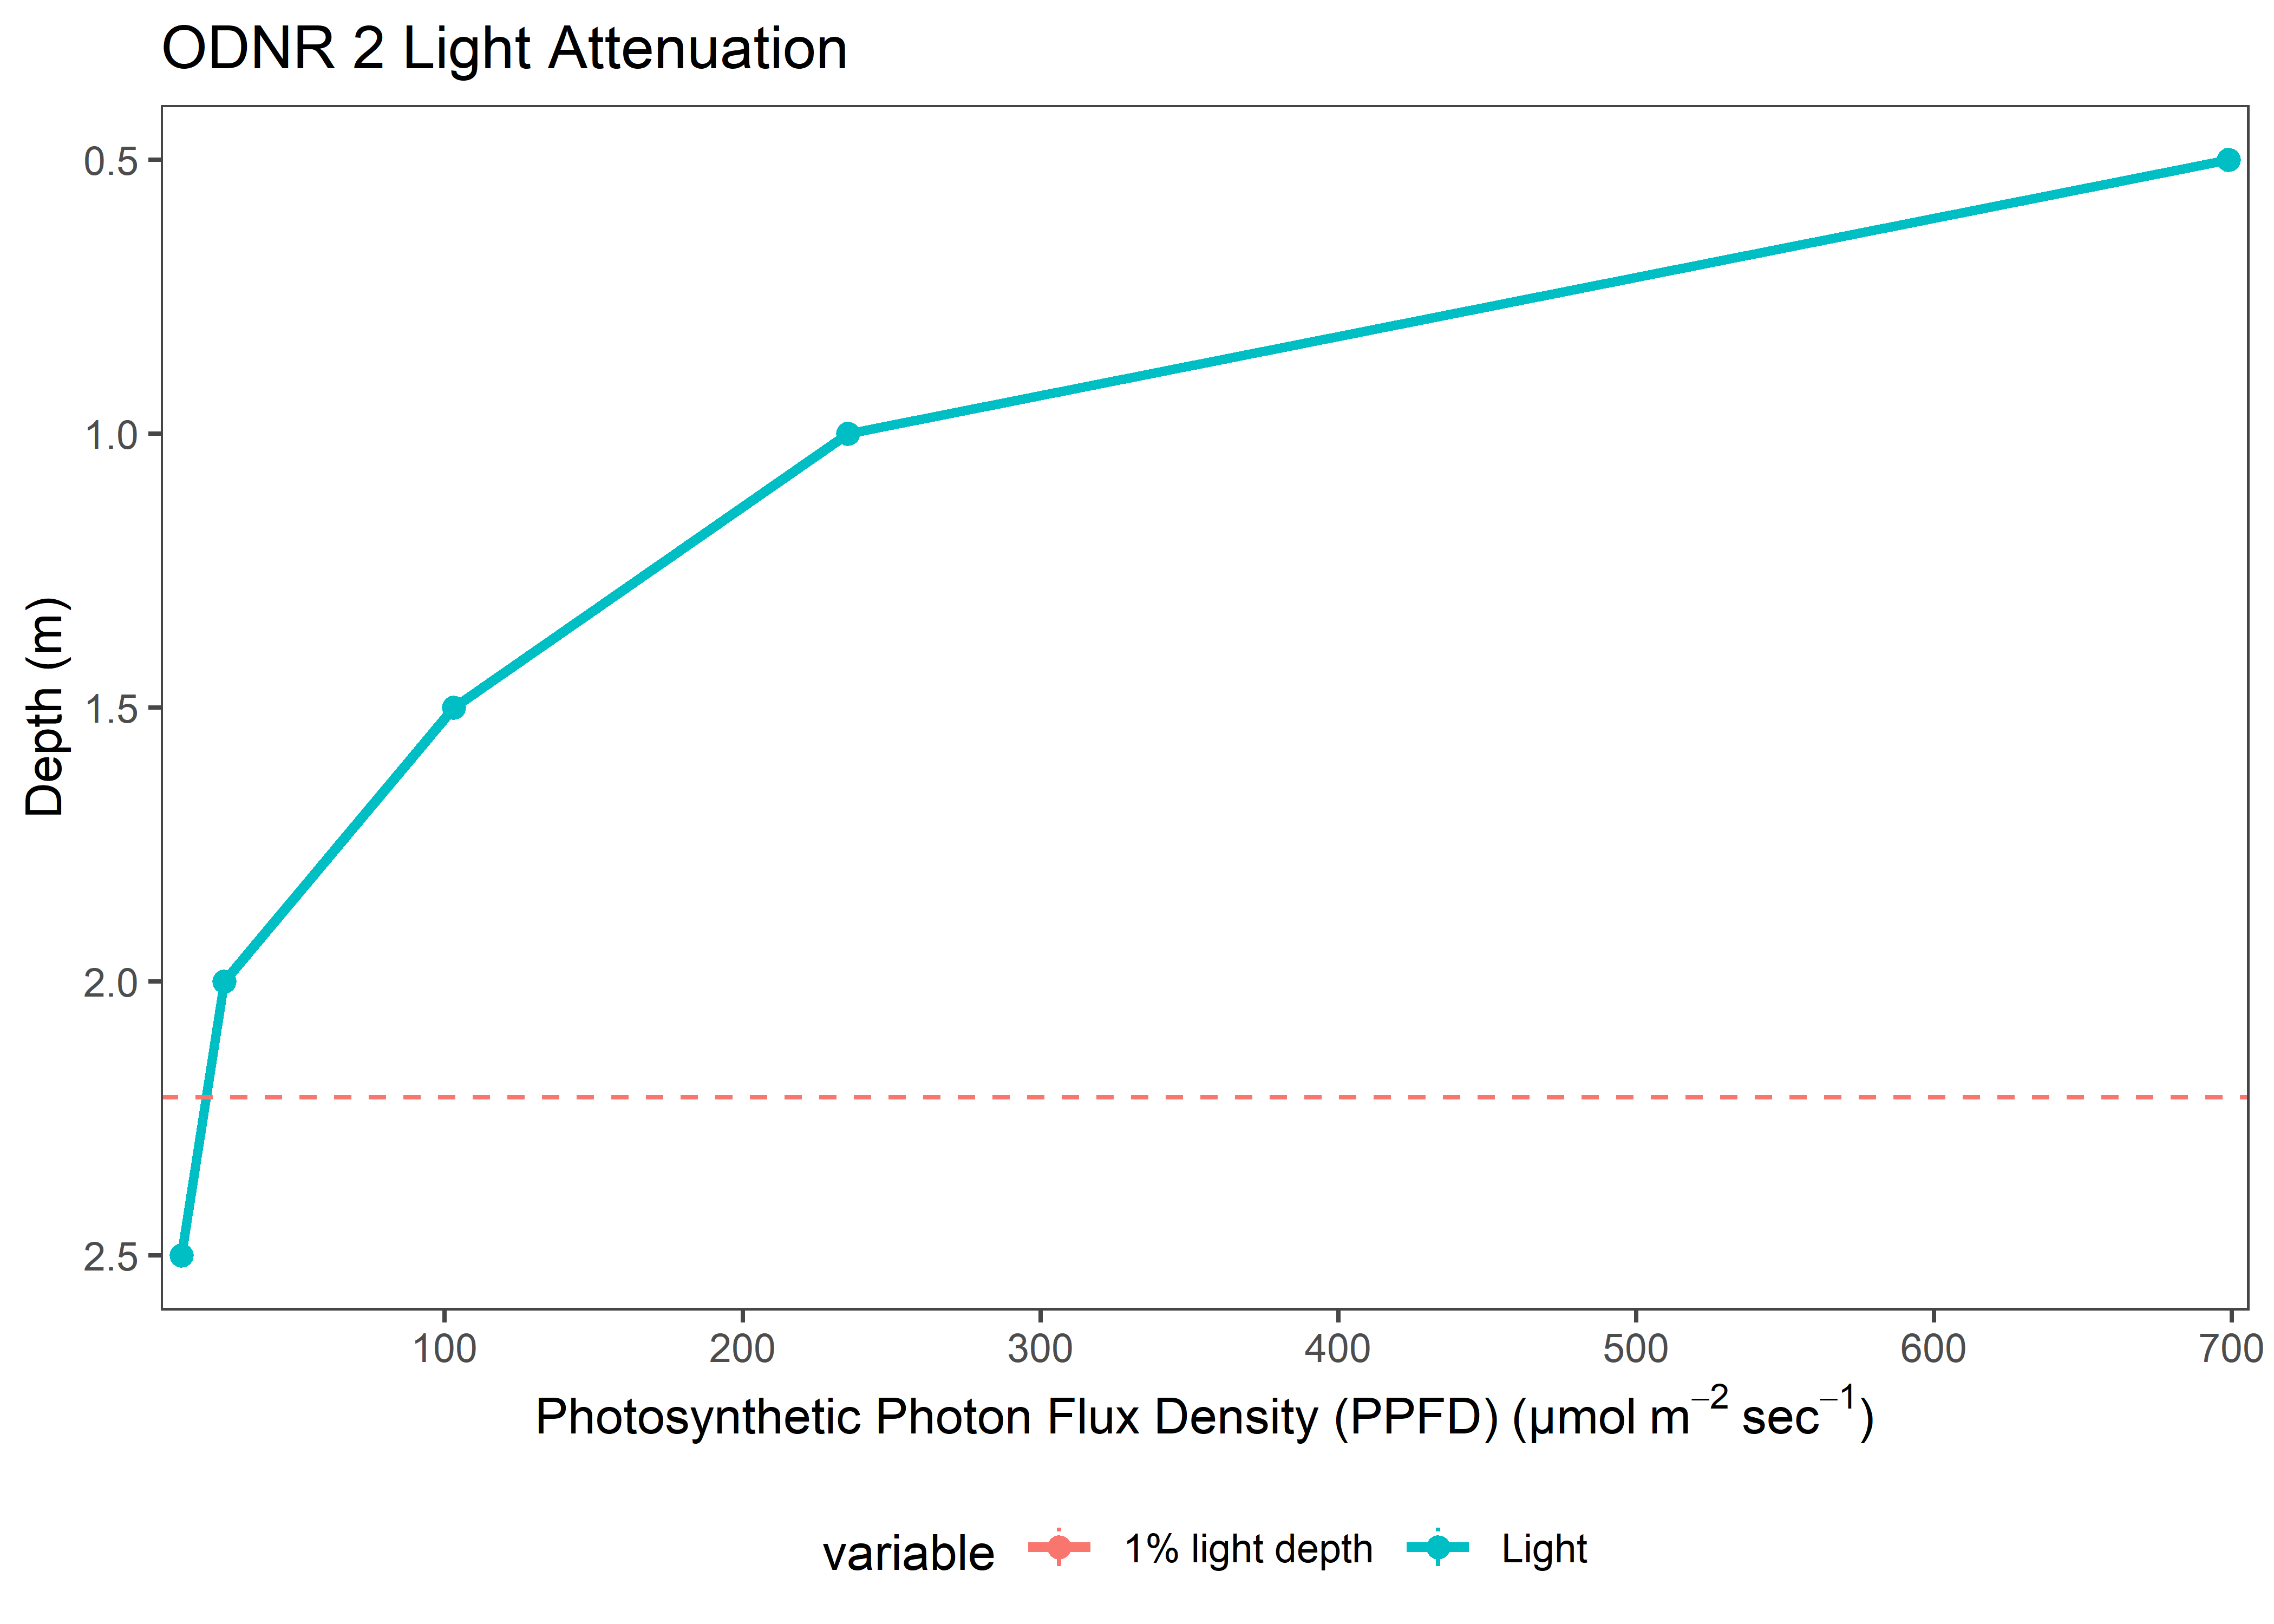 ODNR 2 Light Attenuation
0.5
1.0
1.5
2.0
2.5
Depth (m)
100 200 300 400 500 600 700
Photosynthetic Photon Flux Density (PPFD) (μmol m⁻² sec⁻¹)
variable 1% light depth Light